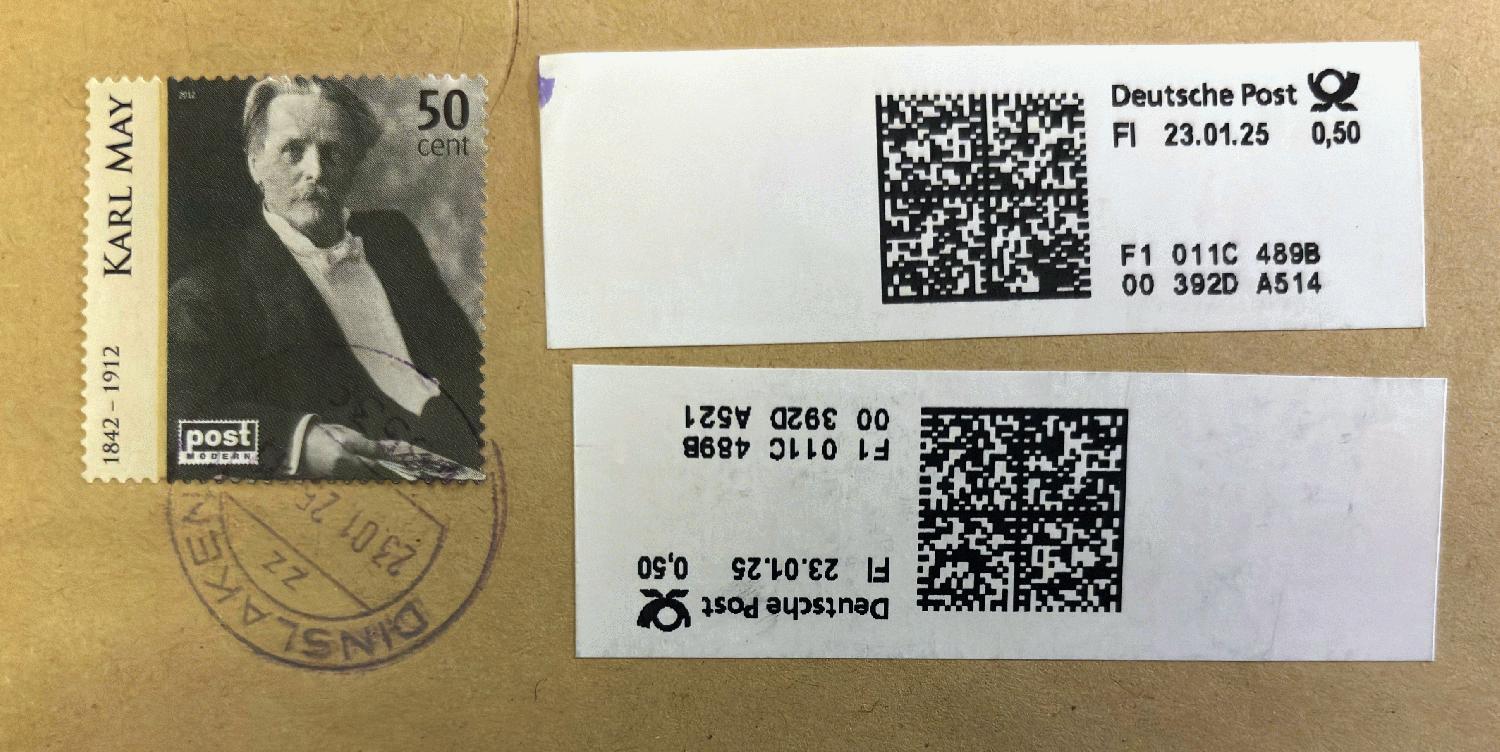 2012
50
cent
KARL MAY
1842 – 1912
post
MODERN
DINSLAKEN
23.01.25
ZZ
Deutsche Post
FI 23.01.25 0,50
F1 011C 489B
00 392D A514
Deutsche Post
FI 23.01.25 0,50
F1 011C 489B
00 392D A521